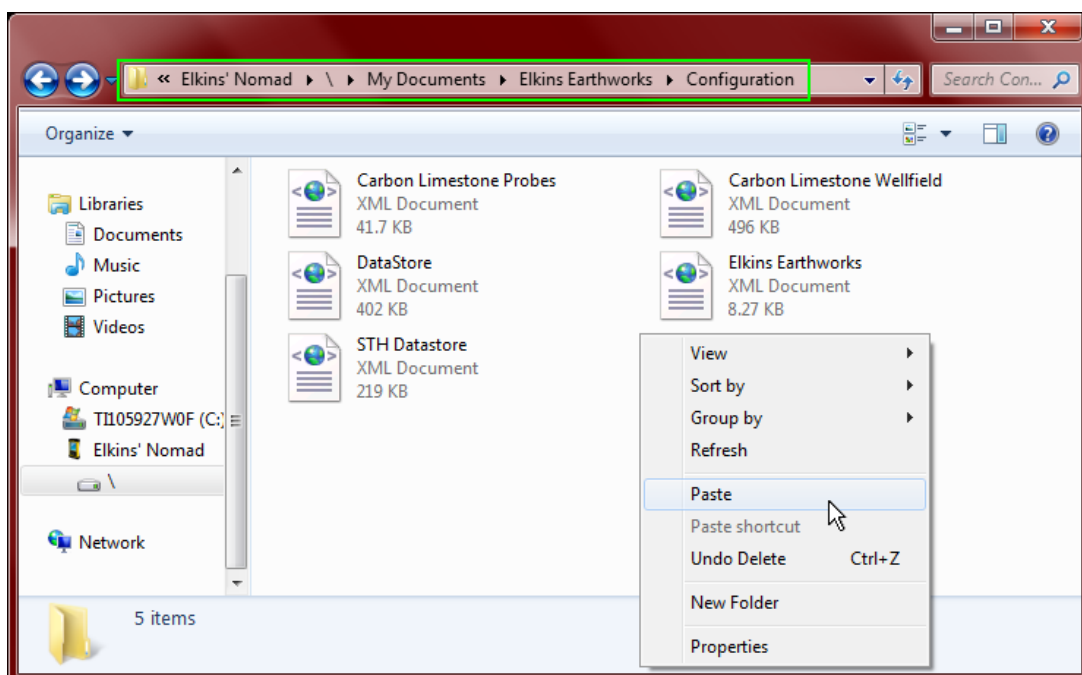 « Elkins' Nomad ▸ \ ▸ My Documents ▸ Elkins Earthworks ▸ Configuration
Search Con...
Organize
Libraries
Documents
Music
Pictures
Videos
Computer
TI105927W0F (C:)
Elkins' Nomad
\
Network
Carbon Limestone Probes
XML Document
41.7 KB
Carbon Limestone Wellfield
XML Document
496 KB
DataStore
XML Document
402 KB
Elkins Earthworks
XML Document
8.27 KB
STH Datastore
XML Document
219 KB
View
Sort by
Group by
Refresh
Paste
Paste shortcut
Undo Delete Ctrl+Z
New Folder
Properties
5 items